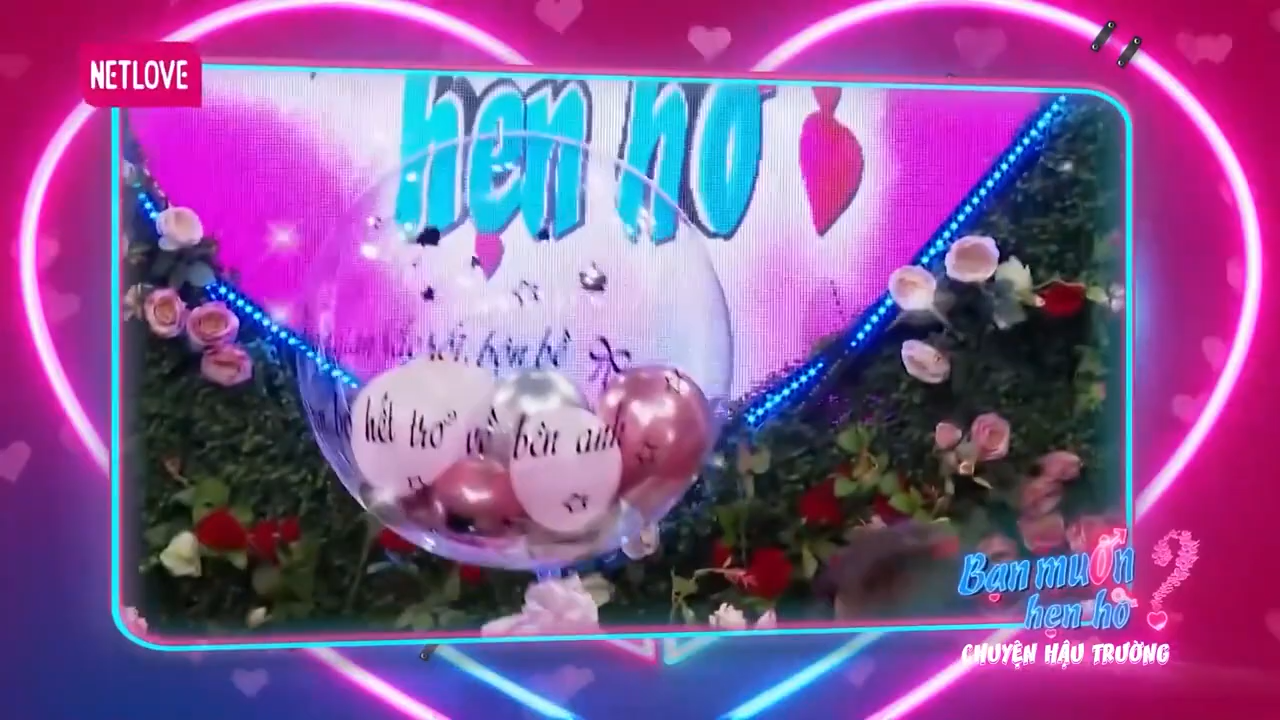 NETLOVE
hẹn hò
hết trở về bên anh
Bạn muốn
hẹn hò ?
CHUYỆN HẬU TRƯỜNG